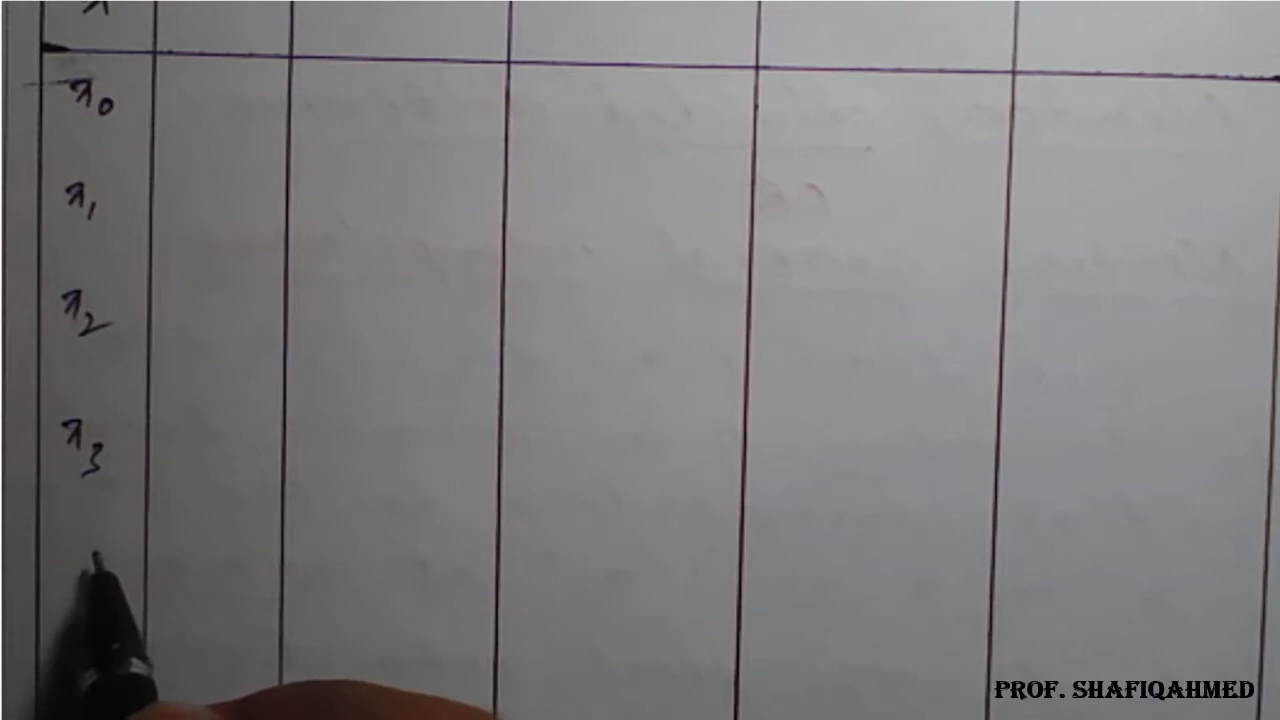 x
x₀
x₁
x₂
x₃
PROF. SHAFIQAHMED